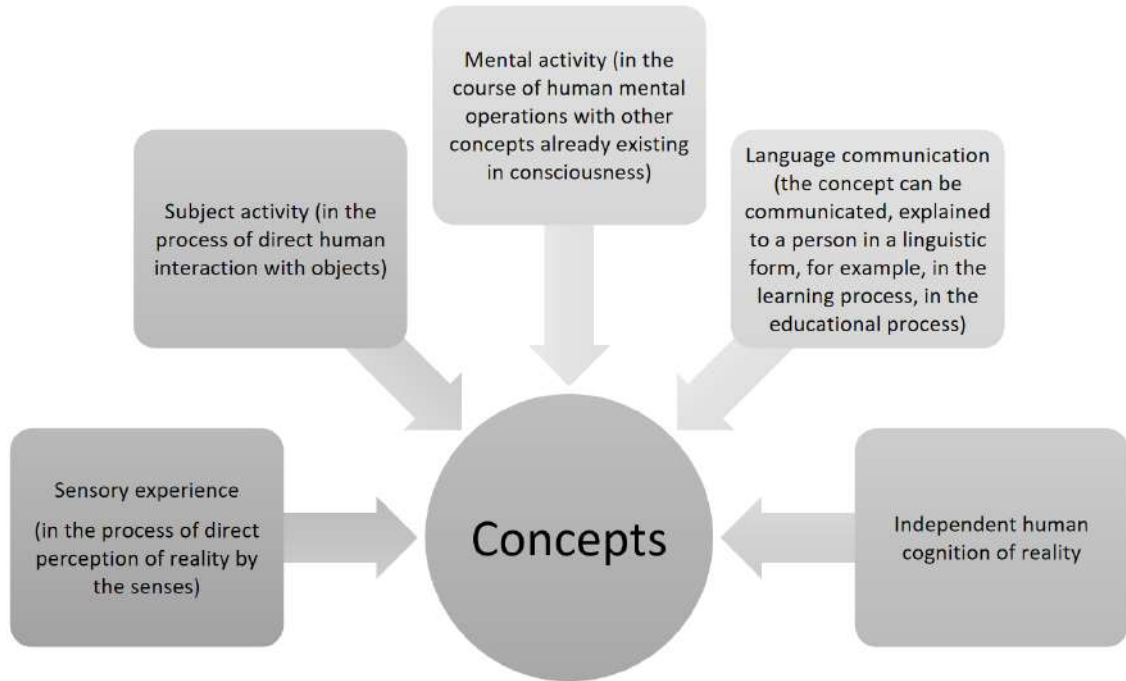 Mental activity (in the
course of human mental
operations with other
concepts already existing
in consciousness)
Subject activity (in the
process of direct human
interaction with objects)
Language communication
(the concept can be
communicated, explained
to a person in a linguistic
form, for example, in the
learning process, in the
educational process)
Sensory experience
(in the process of direct
perception of reality by
the senses)
Concepts
Independent human
cognition of reality